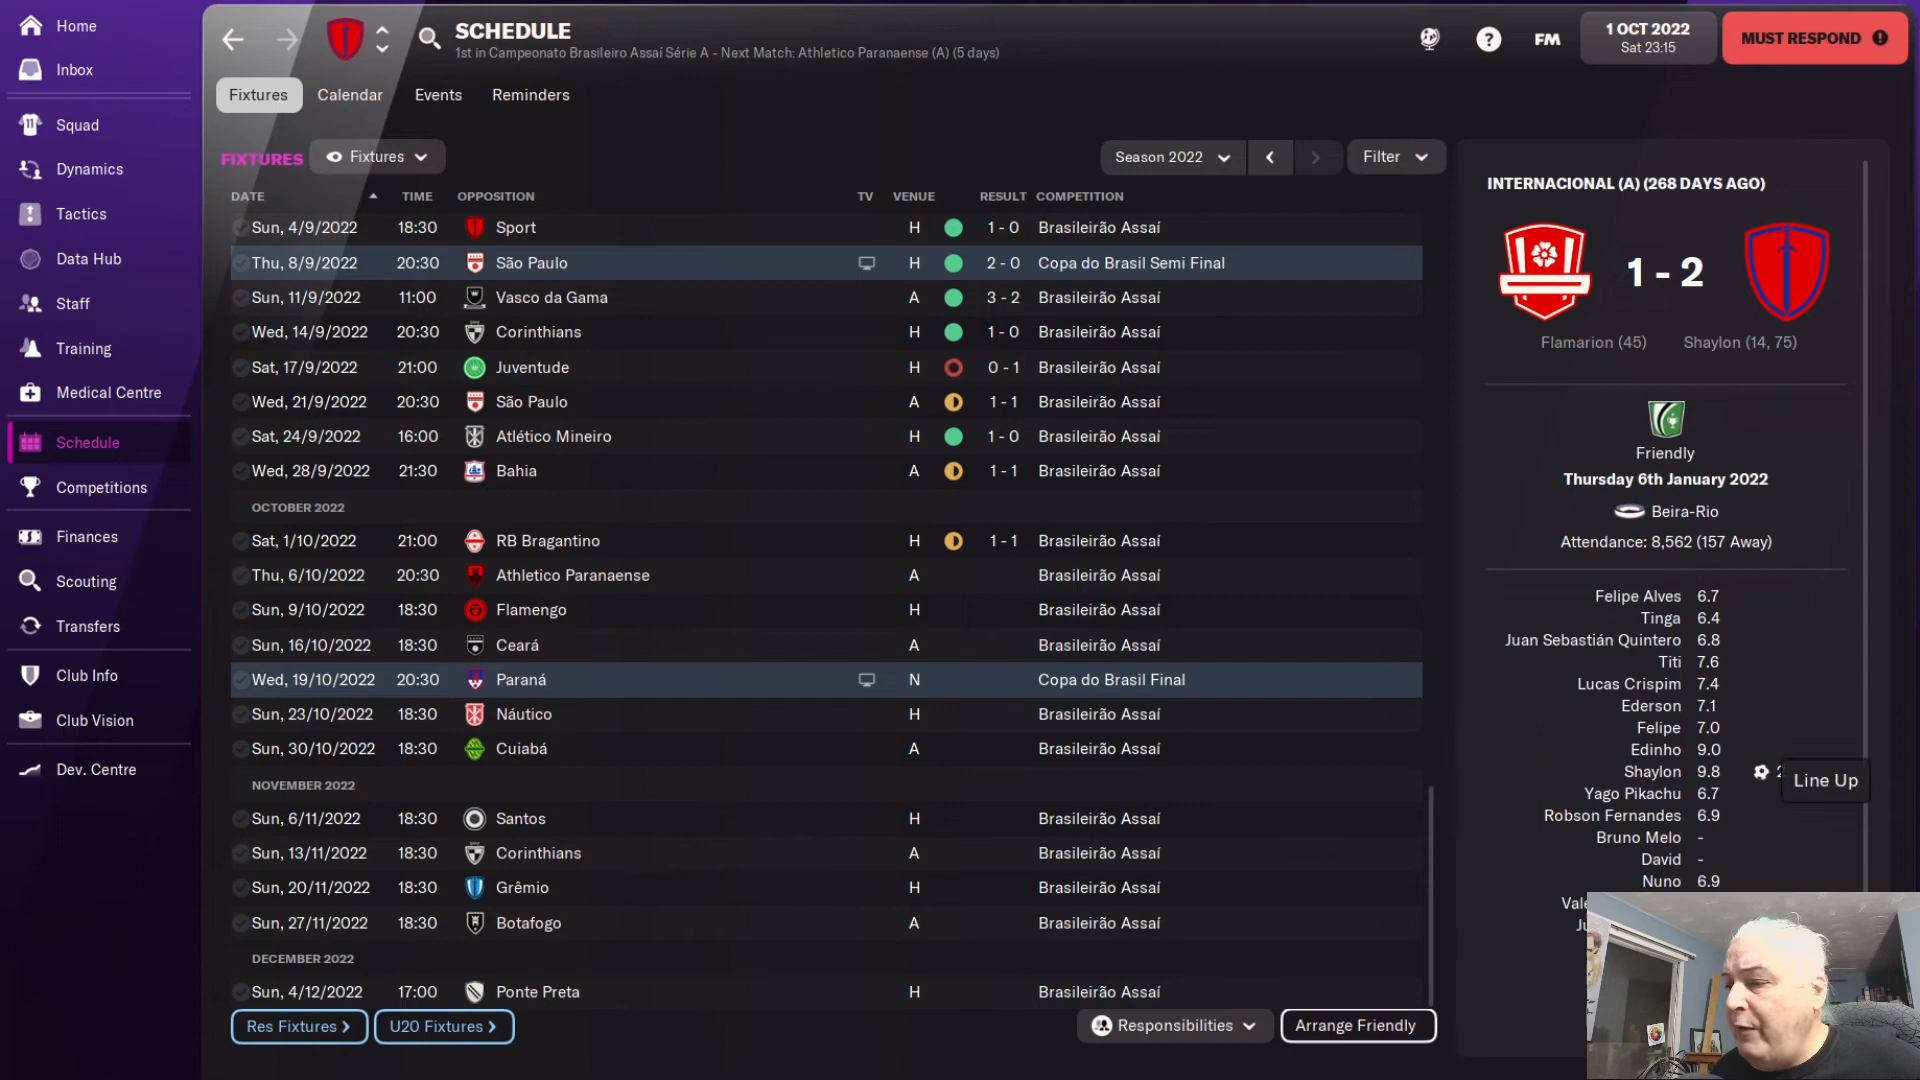 Home
Inbox
Squad
Dynamics
Tactics
Data Hub
Staff
Training
Medical Centre
Schedule
Competitions
Finances
Scouting
Transfers
Club Info
Club Vision
Dev. Centre
SCHEDULE
1st in Campeonato Brasileiro Assaí Série A - Next Match: Athletico Paranaense (A) (5 days)
FM
1 OCT 2022
Sat 23:15
MUST RESPOND
Fixtures Calendar Events Reminders
FIXTURES Fixtures Season 2022 Filter
DATE TIME OPPOSITION TV VENUE RESULT COMPETITION
Sun, 4/9/2022 18:30 Sport H 1 - 0 Brasileirão Assaí
Thu, 8/9/2022 20:30 São Paulo H 2 - 0 Copa do Brasil Semi Final
Sun, 11/9/2022 11:00 Vasco da Gama A 3 - 2 Brasileirão Assaí
Wed, 14/9/2022 20:30 Corinthians H 1 - 0 Brasileirão Assaí
Sat, 17/9/2022 21:00 Juventude H 0 - 1 Brasileirão Assaí
Wed, 21/9/2022 20:30 São Paulo A 1 - 1 Brasileirão Assaí
Sat, 24/9/2022 16:00 Atlético Mineiro H 1 - 0 Brasileirão Assaí
Wed, 28/9/2022 21:30 Bahia A 1 - 1 Brasileirão Assaí
OCTOBER 2022
Sat, 1/10/2022 21:00 RB Bragantino H 1 - 1 Brasileirão Assaí
Thu, 6/10/2022 20:30 Athletico Paranaense A Brasileirão Assaí
Sun, 9/10/2022 18:30 Flamengo H Brasileirão Assaí
Sun, 16/10/2022 18:30 Ceará A Brasileirão Assaí
Wed, 19/10/2022 20:30 Paraná N Copa do Brasil Final
Sun, 23/10/2022 18:30 Náutico H Brasileirão Assaí
Sun, 30/10/2022 18:30 Cuiabá A Brasileirão Assaí
NOVEMBER 2022
Sun, 6/11/2022 18:30 Santos H Brasileirão Assaí
Sun, 13/11/2022 18:30 Corinthians A Brasileirão Assaí
Sun, 20/11/2022 18:30 Grêmio H Brasileirão Assaí
Sun, 27/11/2022 18:30 Botafogo A Brasileirão Assaí
DECEMBER 2022
Sun, 4/12/2022 17:00 Ponte Preta H Brasileirão Assaí
Res Fixtures U20 Fixtures Responsibilities Arrange Friendly
INTERNACIONAL (A) (268 DAYS AGO)
1 - 2
Flamarion (45) Shaylon (14, 75)
Friendly
Thursday 6th January 2022
Beira-Rio
Attendance: 8,562 (157 Away)
Felipe Alves 6.7
Tinga 6.4
Juan Sebastián Quintero 6.8
Titi 7.6
Lucas Crispim 7.4
Ederson 7.1
Felipe 7.0
Edinho 9.0
Shaylon 9.8
Line Up
Yago Pikachu 6.7
Robson Fernandes 6.9
Bruno Melo -
David -
Nuno 6.9